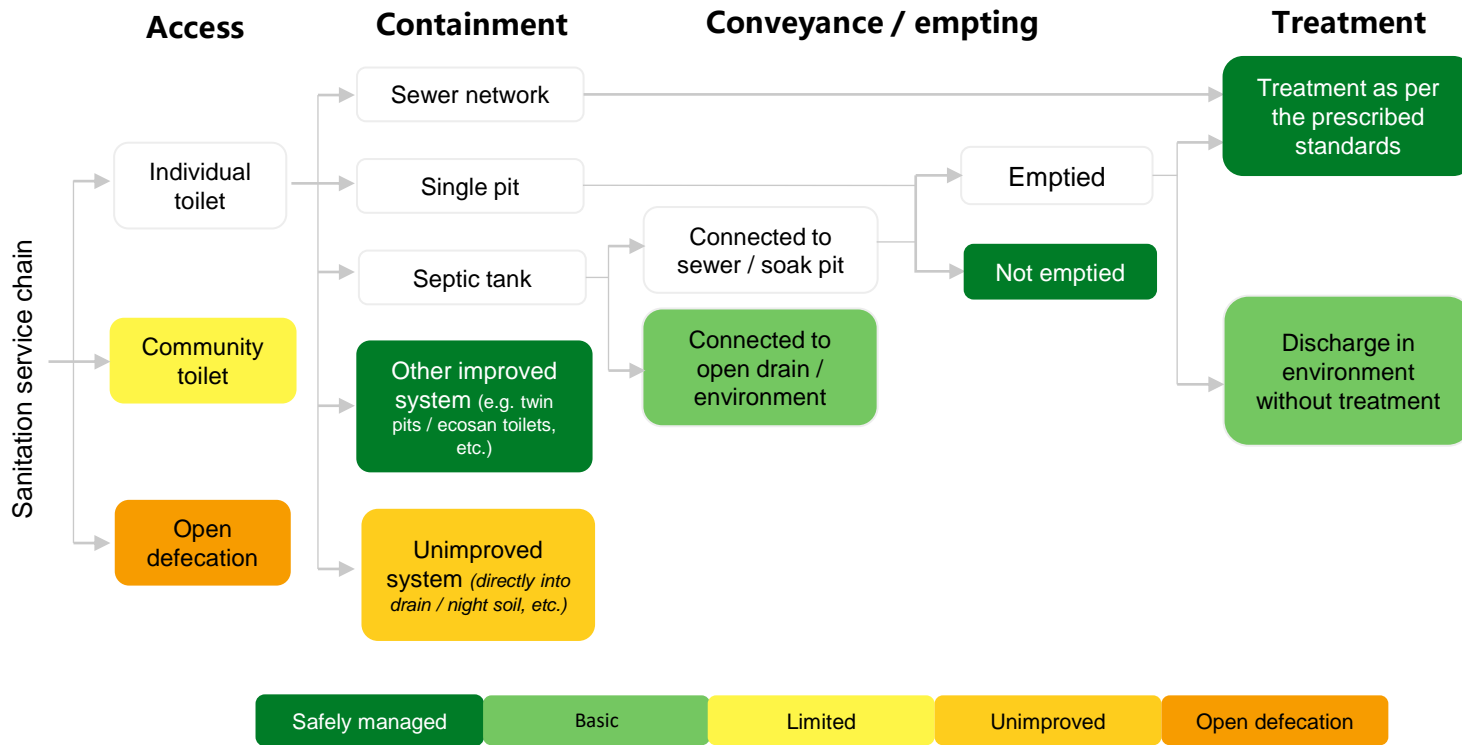 Access
Containment
Conveyance / empting
Treatment
Sanitation service chain
Individual
toilet
Community
toilet
Open
defecation
Sewer network
Single pit
Septic tank
Other improved
system (e.g. twin
pits / ecosan toilets,
etc.)
Unimproved
system (directly into
drain / night soil, etc.)
Connected to
sewer / soak pit
Connected to
open drain /
environment
Emptied
Not emptied
Treatment as per
the prescribed
standards
Discharge in
environment
without treatment
Safely managed
Basic
Limited
Unimproved
Open defecation